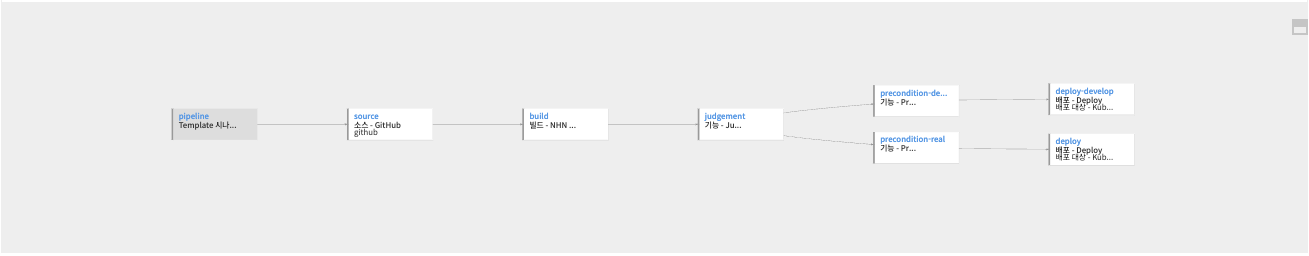 pipeline
Template 시나...
source
소스 - GitHub
github
build
빌드 - NHN ...
judgement
기능 - Ju...
precondition-de...
기능 - Pr...
deploy-develop
배포 - Deploy
배포 대상 - Kub...
precondition-real
기능 - Pr...
deploy
배포 - Deploy
배포 대상 - Kub...